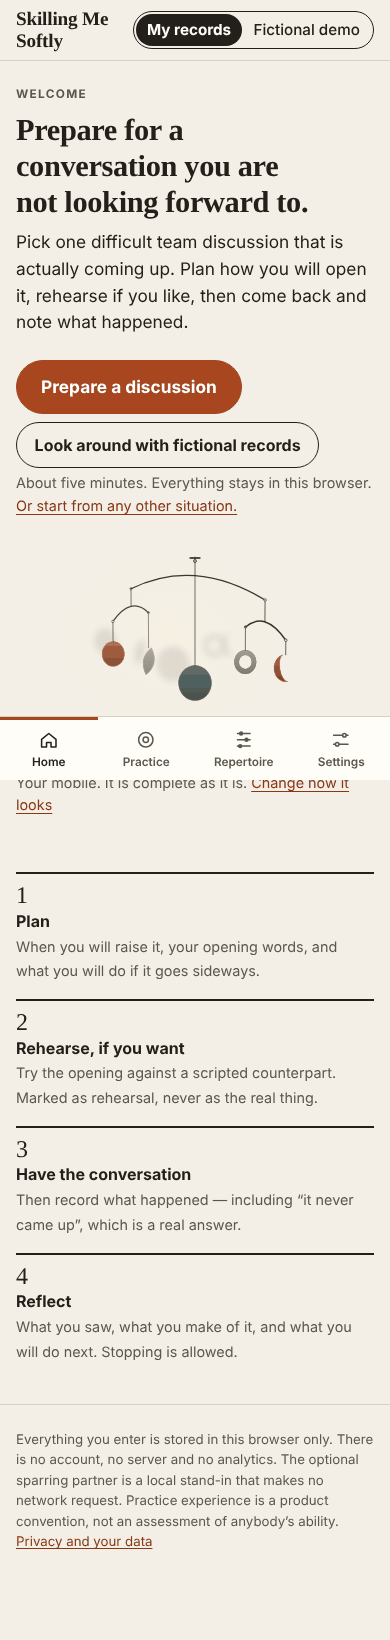 Skilling Me
Softly
My records
Fictional demo
WELCOME
Prepare for a
conversation you are
not looking forward to.
Pick one difficult team discussion that is
actually coming up. Plan how you will open
it, rehearse if you like, then come back and
note what happened.
Prepare a discussion
Look around with fictional records
About five minutes. Everything stays in this browser.
Or start from any other situation.
Home
Practice
Repertoire
Settings
Your mobile. It is complete as it is. Change how it
looks
1
Plan
When you will raise it, your opening words, and
what you will do if it goes sideways.
2
Rehearse, if you want
Try the opening against a scripted counterpart.
Marked as rehearsal, never as the real thing.
3
Have the conversation
Then record what happened — including “it never
came up”, which is a real answer.
4
Reflect
What you saw, what you make of it, and what you
will do next. Stopping is allowed.
Everything you enter is stored in this browser only. There
is no account, no server and no analytics. The optional
sparring partner is a local stand-in that makes no
network request. Practice experience is a product
convention, not an assessment of anybody’s ability.
Privacy and your data